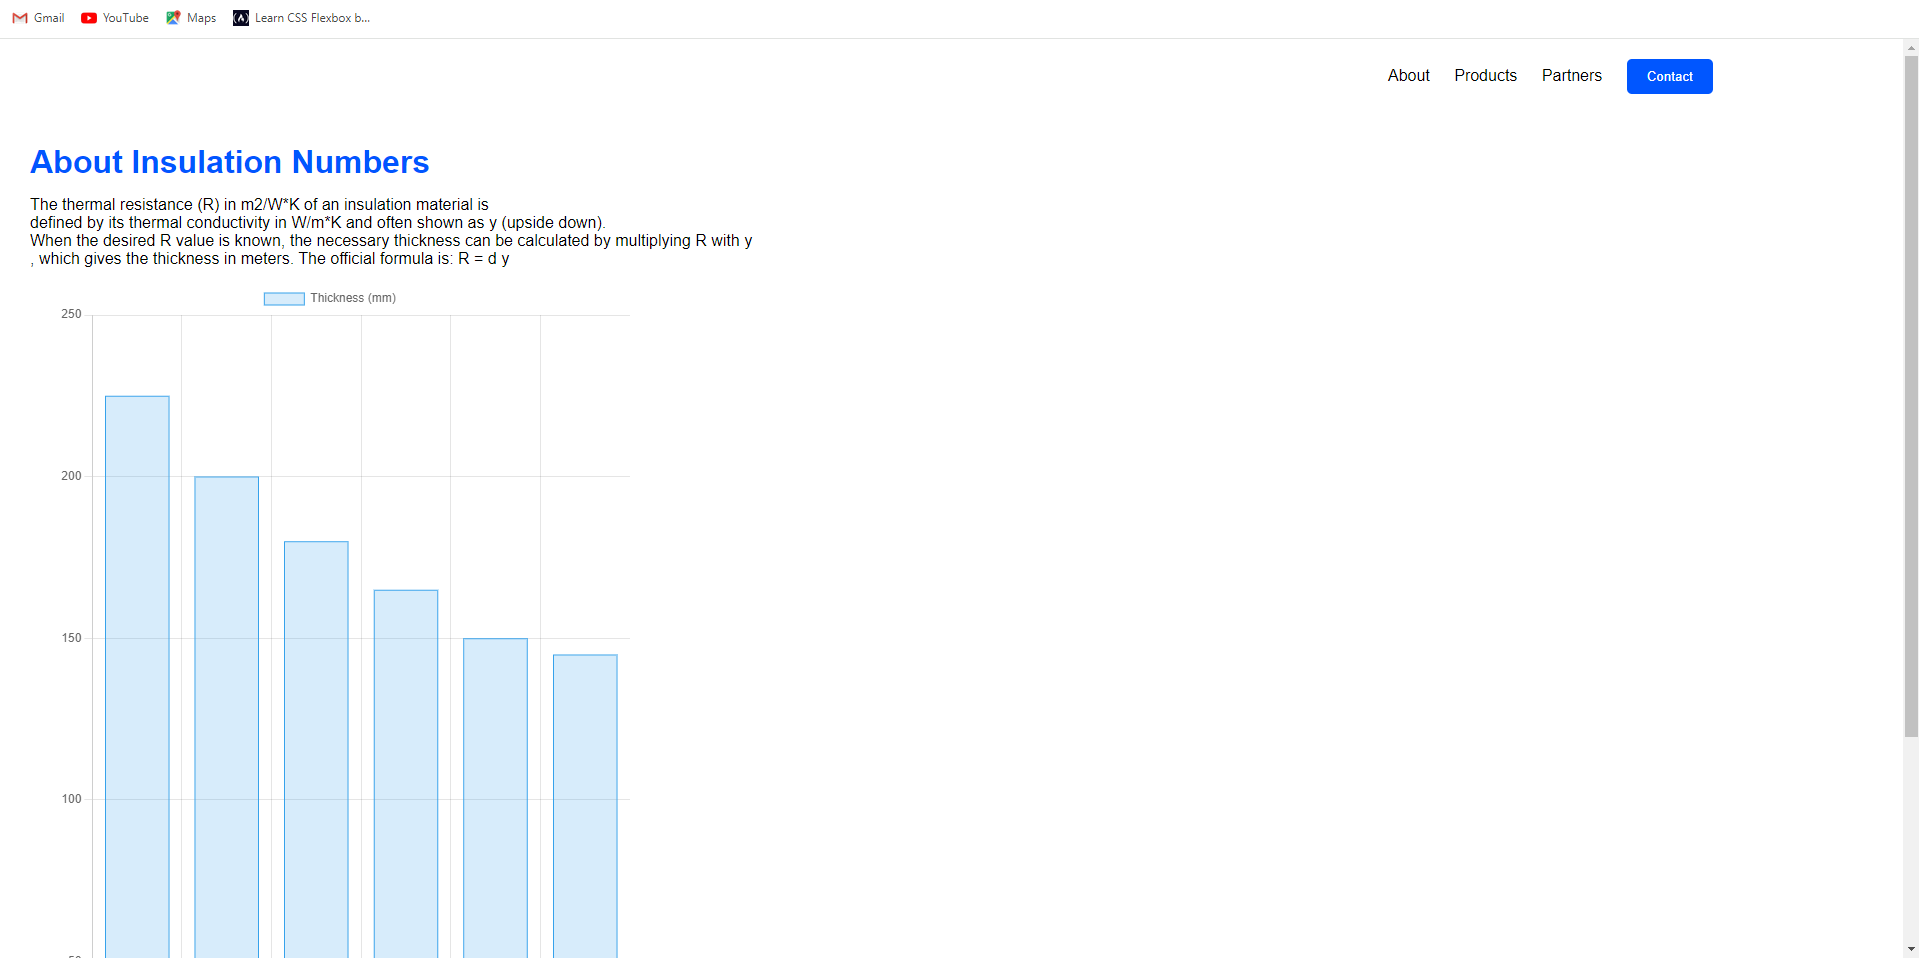 Gmail YouTube Maps Learn CSS Flexbox b...
About Products Partners Contact
About Insulation Numbers
The thermal resistance (R) in m2/W*K of an insulation material is
defined by its thermal conductivity in W/m*K and often shown as y (upside down).
When the desired R value is known, the necessary thickness can be calculated by multiplying R with y
, which gives the thickness in meters. The official formula is: R = d y
Thickness (mm)
250
200
150
100